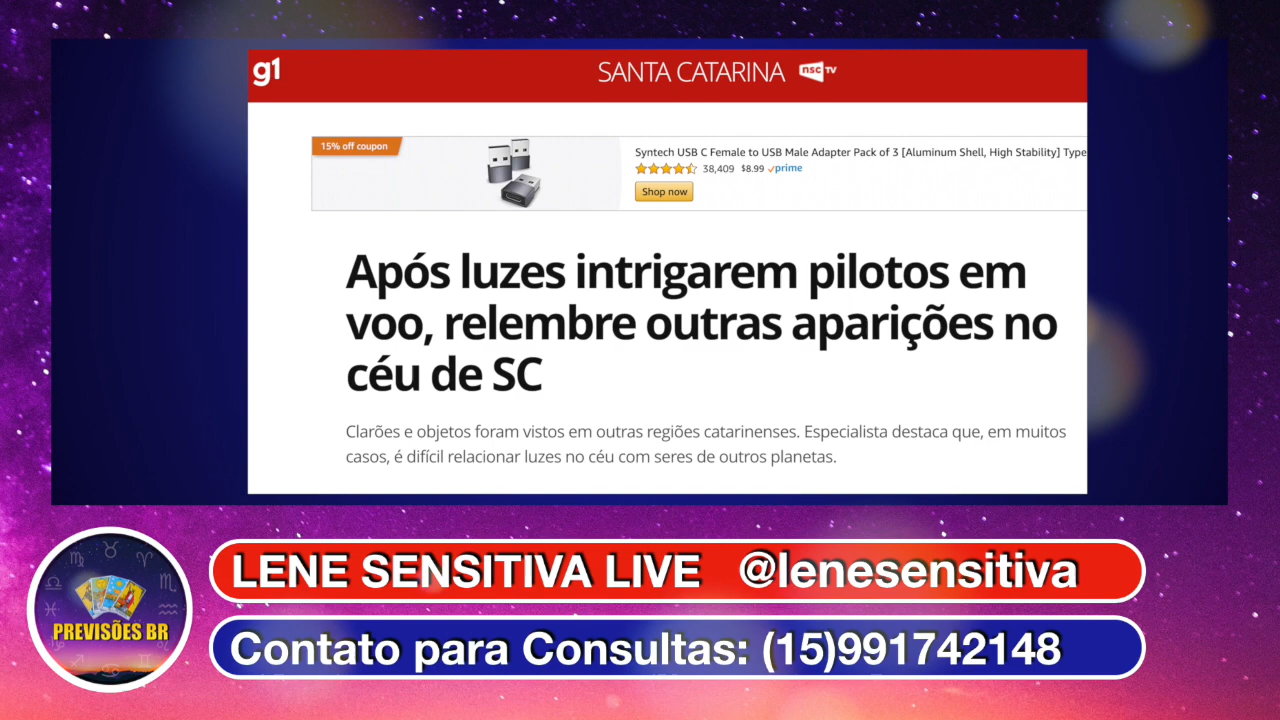 g1
SANTA CATARINA nsc TV
15% off coupon
Syntech USB C Female to USB Male Adapter Pack of 3 [Aluminum Shell, High Stability] Type
38,409 $8.99 prime
Shop now
Após luzes intrigarem pilotos em
voo, relembre outras aparições no
céu de SC
Clarões e objetos foram vistos em outras regiões catarinenses. Especialista destaca que, em muitos
casos, é difícil relacionar luzes no céu com seres de outros planetas.
LENE SENSITIVA LIVE @lenesensitiva
PREVISÕES BR
Contato para Consultas: (15)991742148